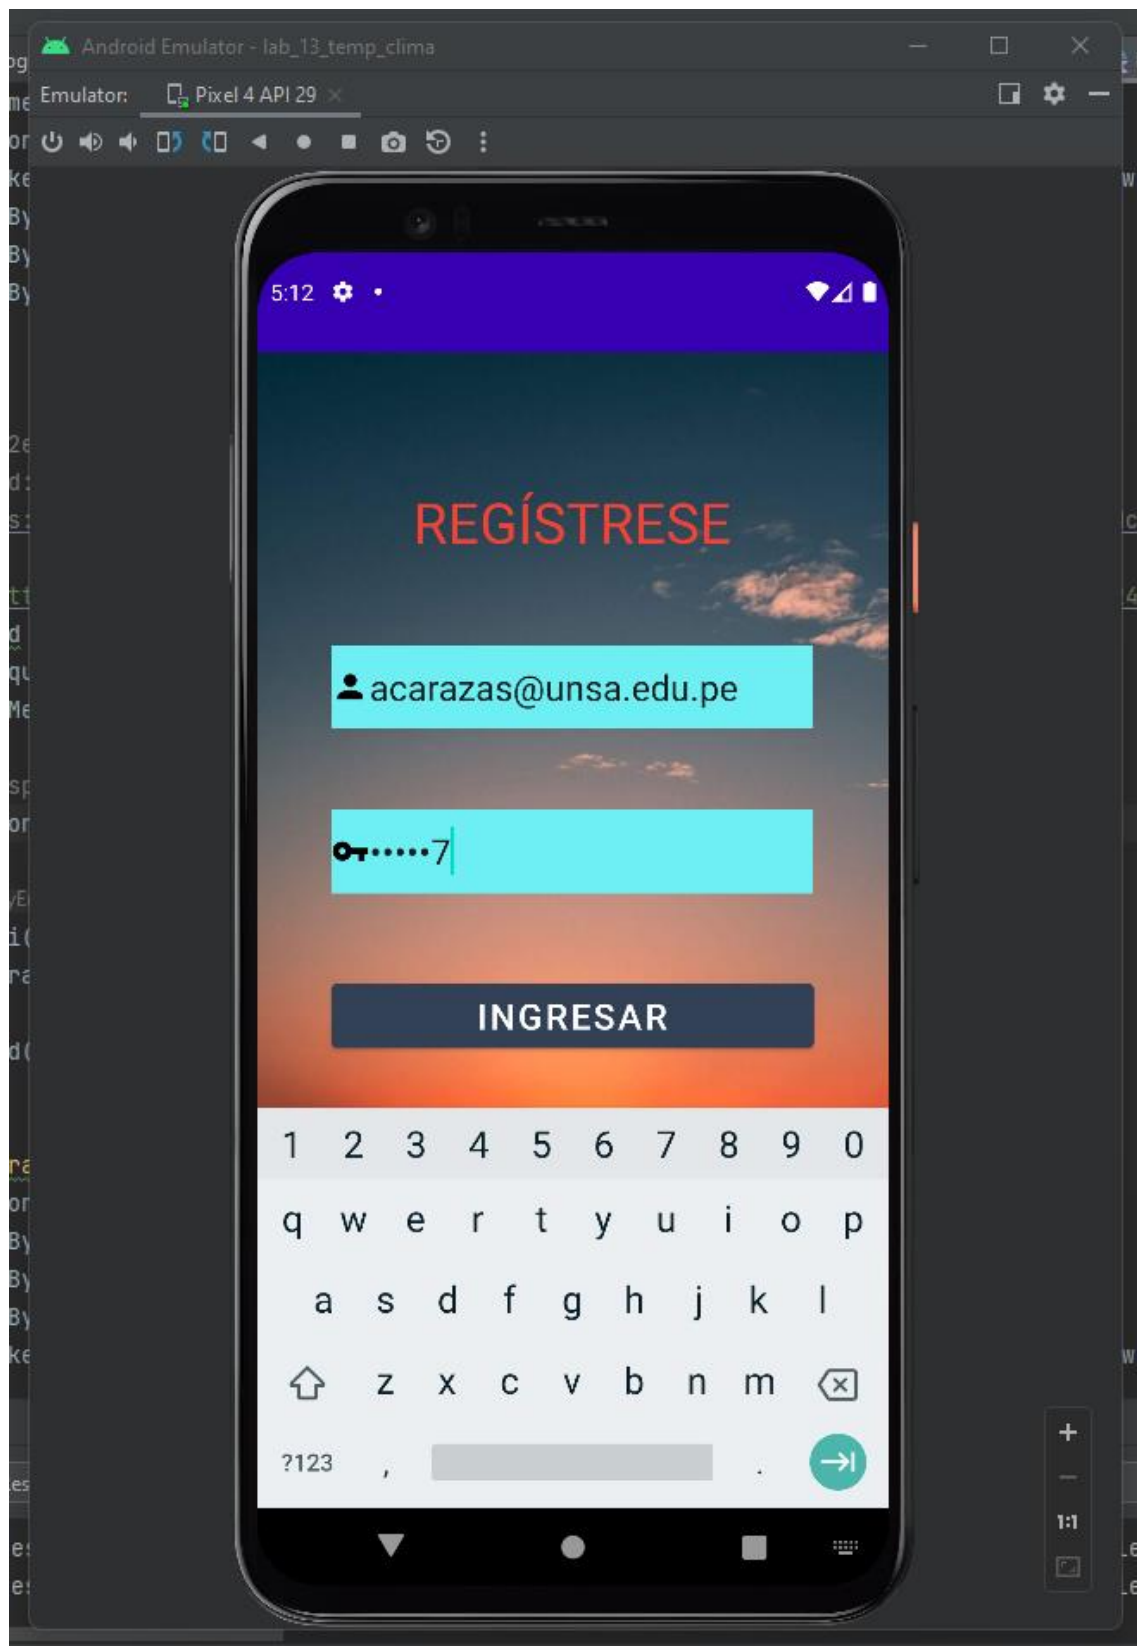 Android Emulator - lab_13_temp_clima
Emulator:
Pixel 4 API 29
5:12
REGÍSTRESE
acarazas@unsa.edu.pe
•••••7
INGRESAR
1 2 3 4 5 6 7 8 9 0
q w e r t y u i o p
a s d f g h j k l
z x c v b n m
?123 , .
1:1